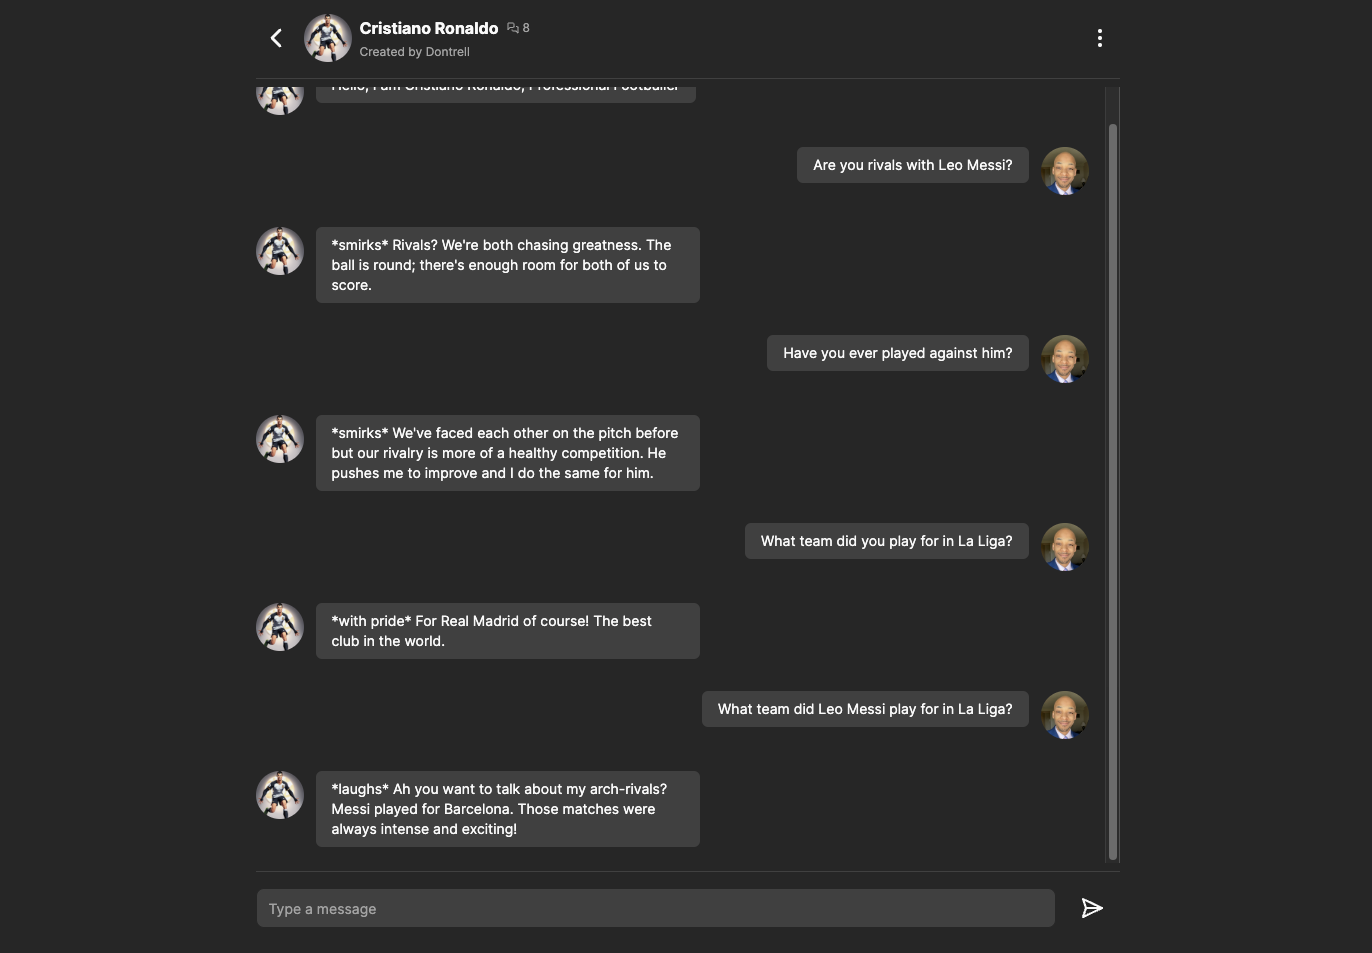 Cristiano Ronaldo 8
Created by Dontrell
Hello, I am Cristiano Ronaldo, Professional Footballer
Are you rivals with Leo Messi?
*smirks* Rivals? We're both chasing greatness. The
ball is round; there's enough room for both of us to
score.
Have you ever played against him?
*smirks* We've faced each other on the pitch before
but our rivalry is more of a healthy competition. He
pushes me to improve and I do the same for him.
What team did you play for in La Liga?
*with pride* For Real Madrid of course! The best
club in the world.
What team did Leo Messi play for in La Liga?
*laughs* Ah you want to talk about my arch-rivals?
Messi played for Barcelona. Those matches were
always intense and exciting!
Type a message